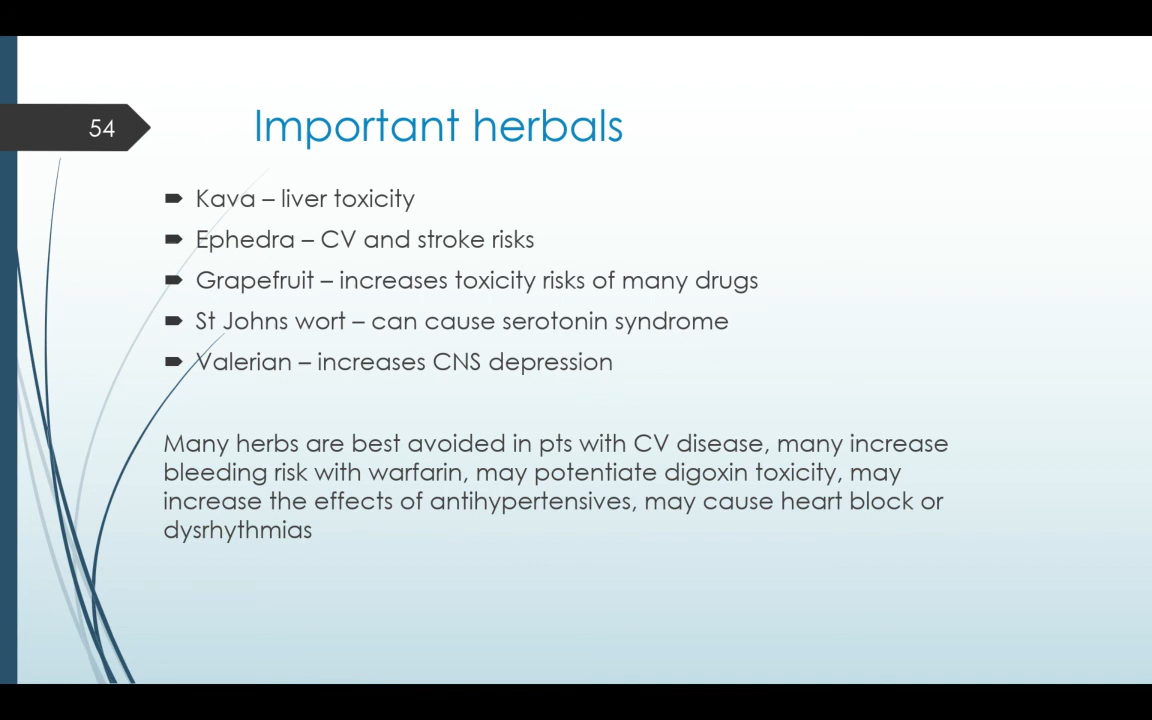 54
Important herbals
Kava – liver toxicity
Ephedra – CV and stroke risks
Grapefruit – increases toxicity risks of many drugs
St Johns wort – can cause serotonin syndrome
Valerian – increases CNS depression
Many herbs are best avoided in pts with CV disease, many increase
bleeding risk with warfarin, may potentiate digoxin toxicity, may
increase the effects of antihypertensives, may cause heart block or
dysrhythmias